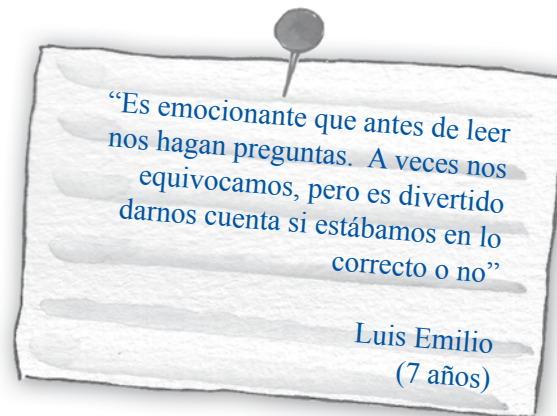 “Es emocionante que antes de leer
nos hagan preguntas. A veces nos
equivocamos, pero es divertido
darnos cuenta si estábamos en lo
correcto o no”
Luis Emilio
(7 años)